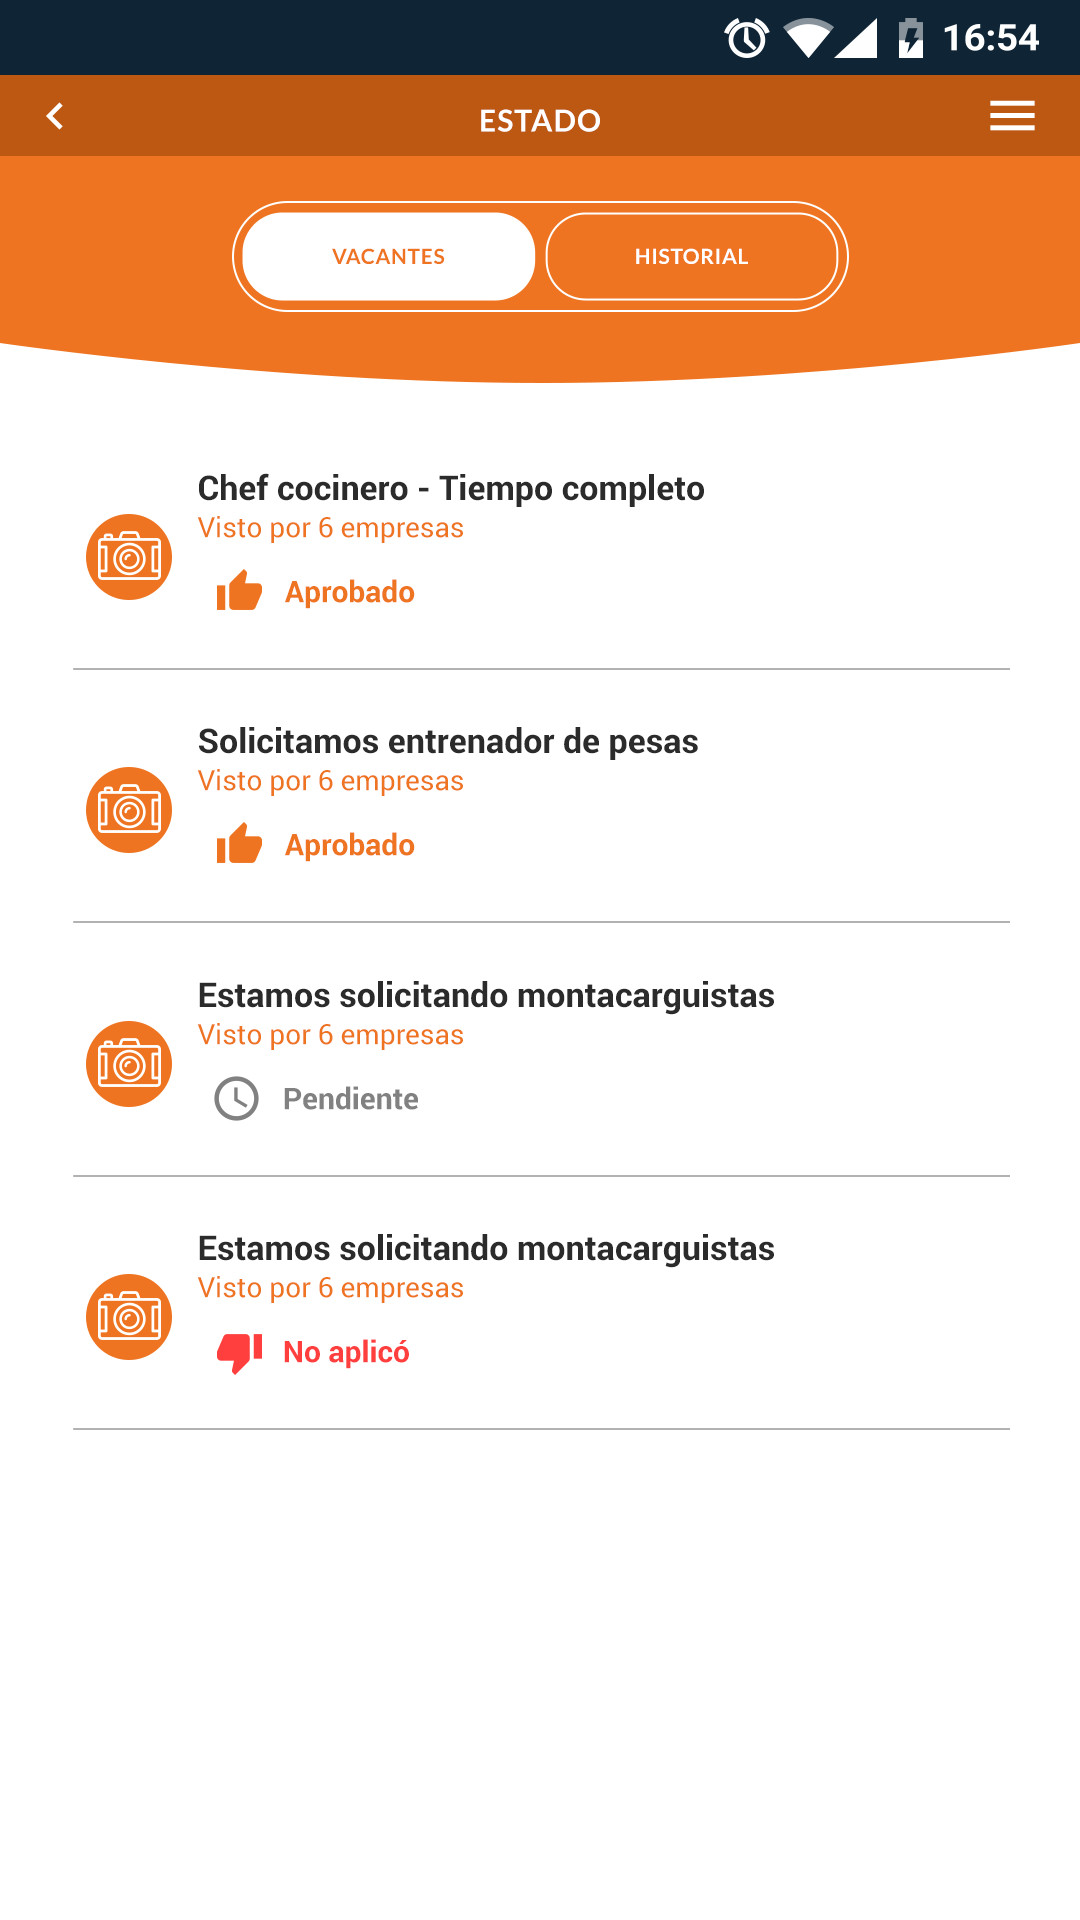 16:54
ESTADO
VACANTES
HISTORIAL
Chef cocinero - Tiempo completo
Visto por 6 empresas
Aprobado
Solicitamos entrenador de pesas
Visto por 6 empresas
Aprobado
Estamos solicitando montacarguistas
Visto por 6 empresas
Pendiente
Estamos solicitando montacarguistas
Visto por 6 empresas
No aplicó